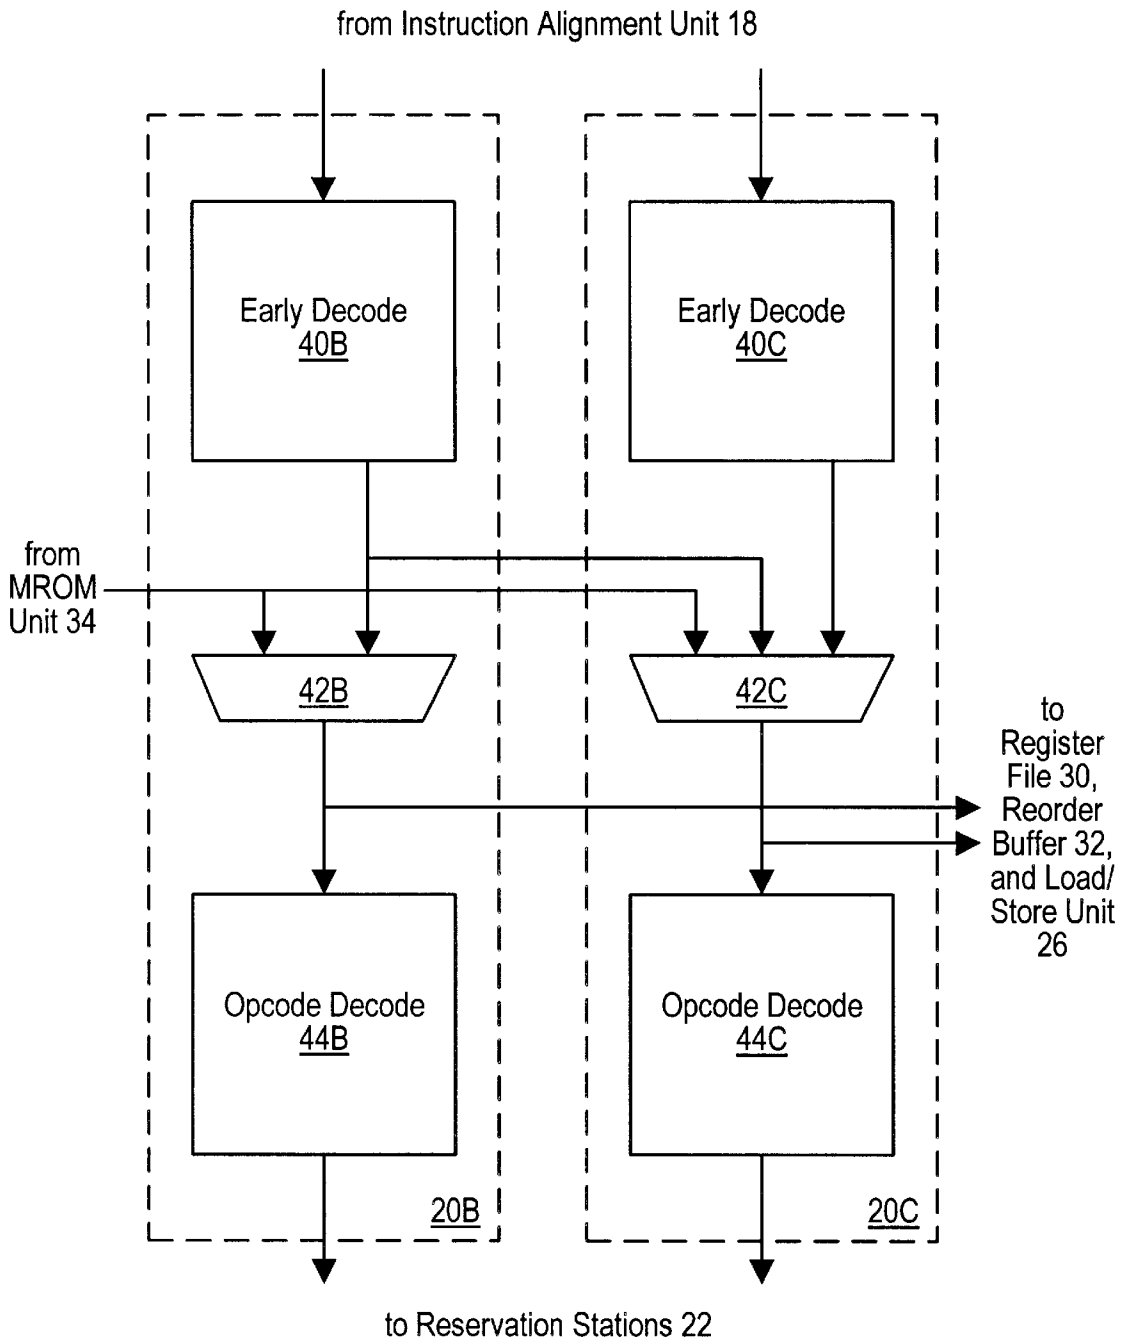 from Instruction Alignment Unit 18
Early Decode
40B
Early Decode
40C
from
MROM
Unit 34
42B
42C
to
Register
File 30,
Reorder
Buffer 32,
and Load/
Store Unit
26
Opcode Decode
44B
Opcode Decode
44C
20B
20C
to Reservation Stations 22